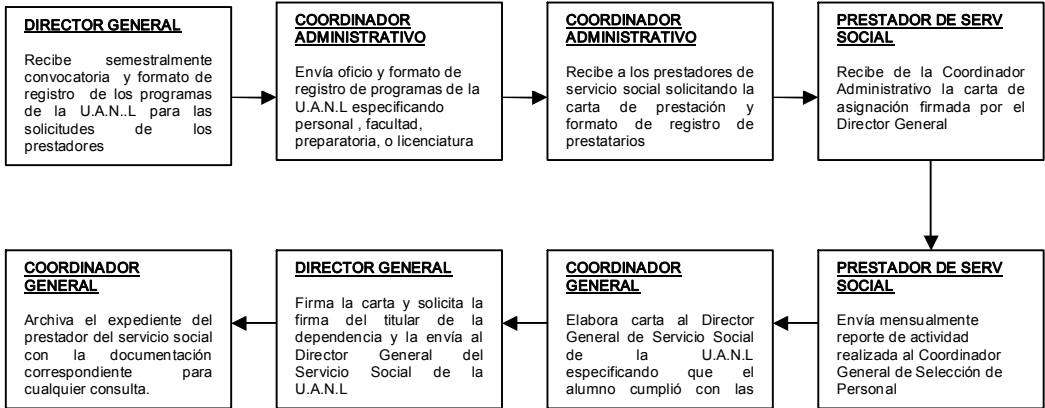 DIRECTOR GENERAL
Recibe semestralmente
convocatoria y formato de
registro de los programas
de la U.A.N..L para las
solicitudes de los
prestadores
COORDINADOR
ADMINISTRATIVO
Envía oficio y formato de
registro de programas de la
U.A.N.L especificando
personal , facultad,
preparatoria, o licenciatura
COORDINADOR
ADMINISTRATIVO
Recibe a los prestadores de
servicio social solicitando la
carta de prestación y
formato de registro de
prestatarios
PRESTADOR DE SERV
SOCIAL
Recibe de la Coordinador
Administrativo la carta de
asignación firmada por el
Director General
PRESTADOR DE SERV
SOCIAL
Envía mensualmente
reporte de actividad
realizada al Coordinador
General de Selección de
Personal
COORDINADOR
GENERAL
Elabora carta al Director
General de Servicio Social
de la U.A.N.L
especificando que el
alumno cumplió con las
DIRECTOR GENERAL
Firma la carta y solicita la
firma del titular de la
dependencia y la envía al
Director General del
Servicio Social de la
U.A.N.L
COORDINADOR
GENERAL
Archiva el expediente del
prestador del servicio social
con la documentación
correspondiente para
cualquier consulta.